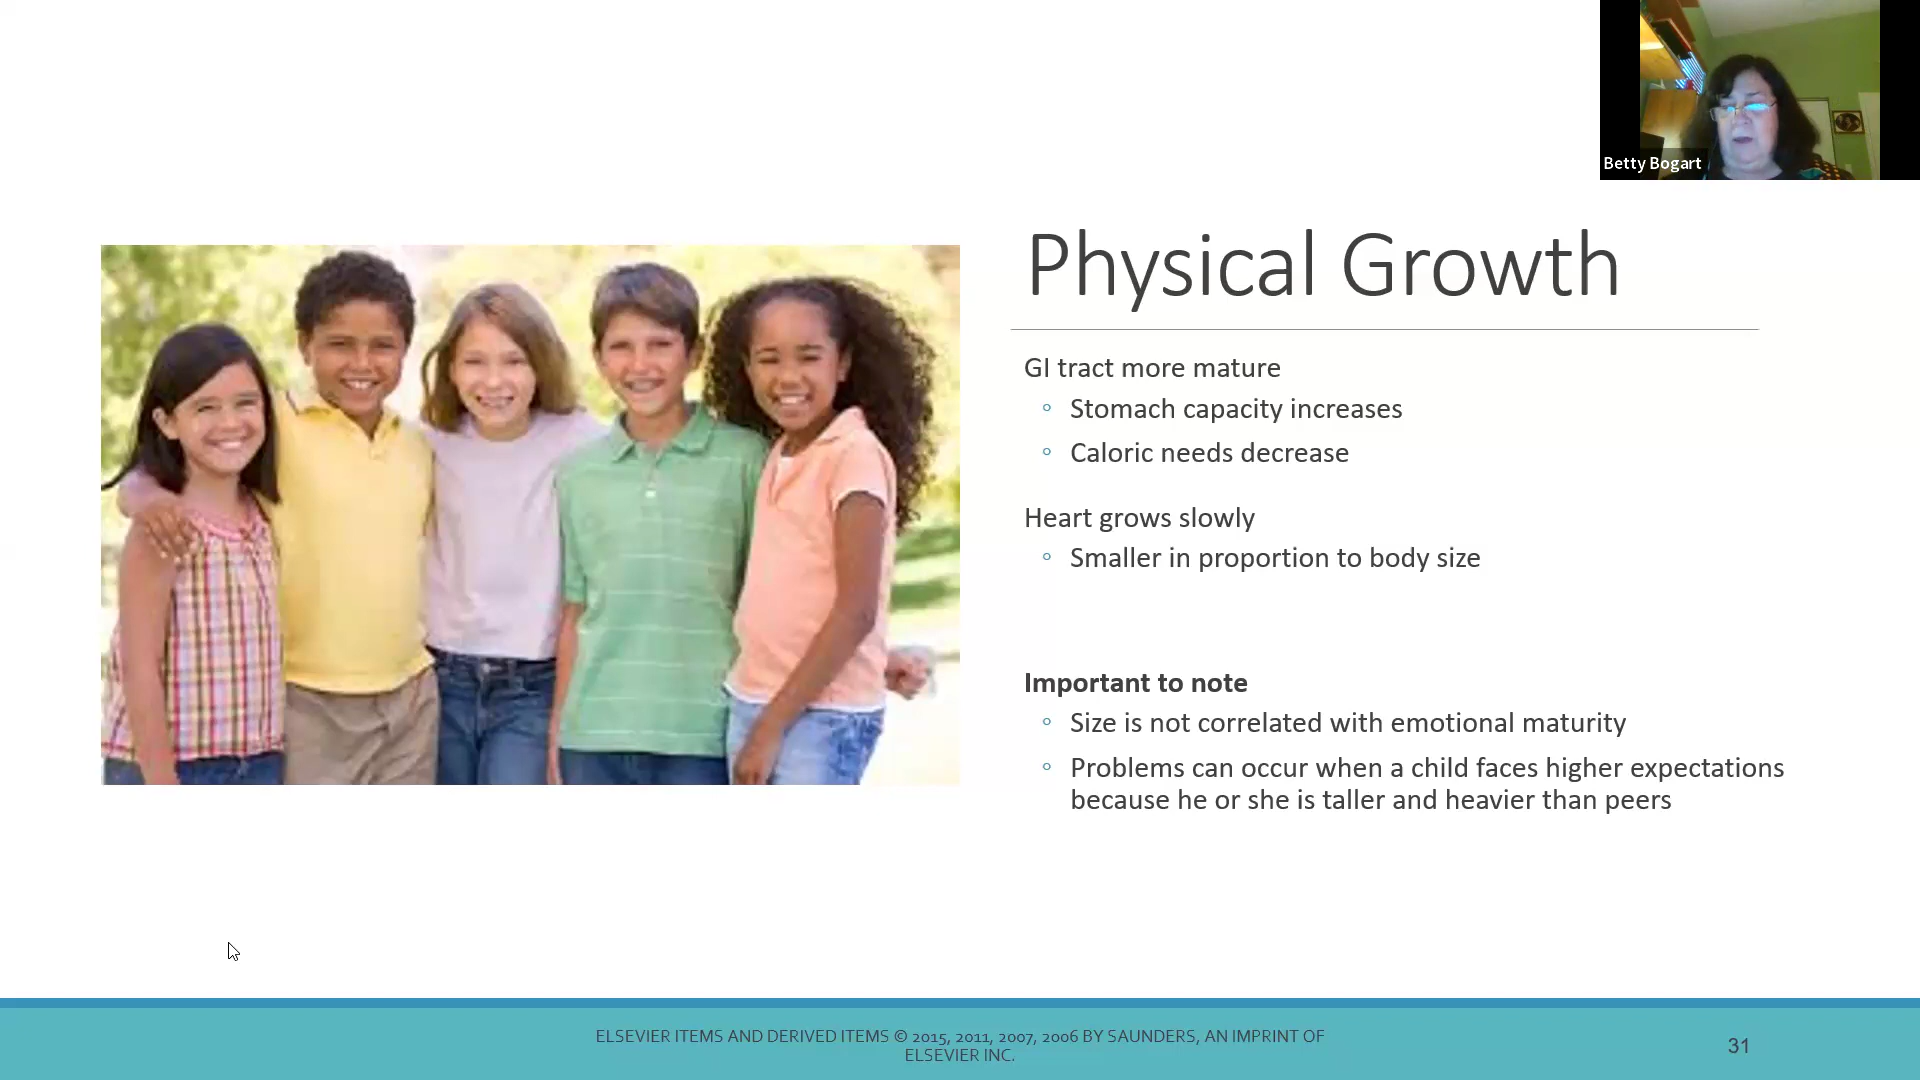 Betty Bogart
Physical Growth
GI tract more mature
◦ Stomach capacity increases
◦ Caloric needs decrease
Heart grows slowly
◦ Smaller in proportion to body size
Important to note
◦ Size is not correlated with emotional maturity
◦ Problems can occur when a child faces higher expectations
because he or she is taller and heavier than peers
ELSEVIER ITEMS AND DERIVED ITEMS © 2015, 2011, 2007, 2006 BY SAUNDERS, AN IMPRINT OF
ELSEVIER INC.
31